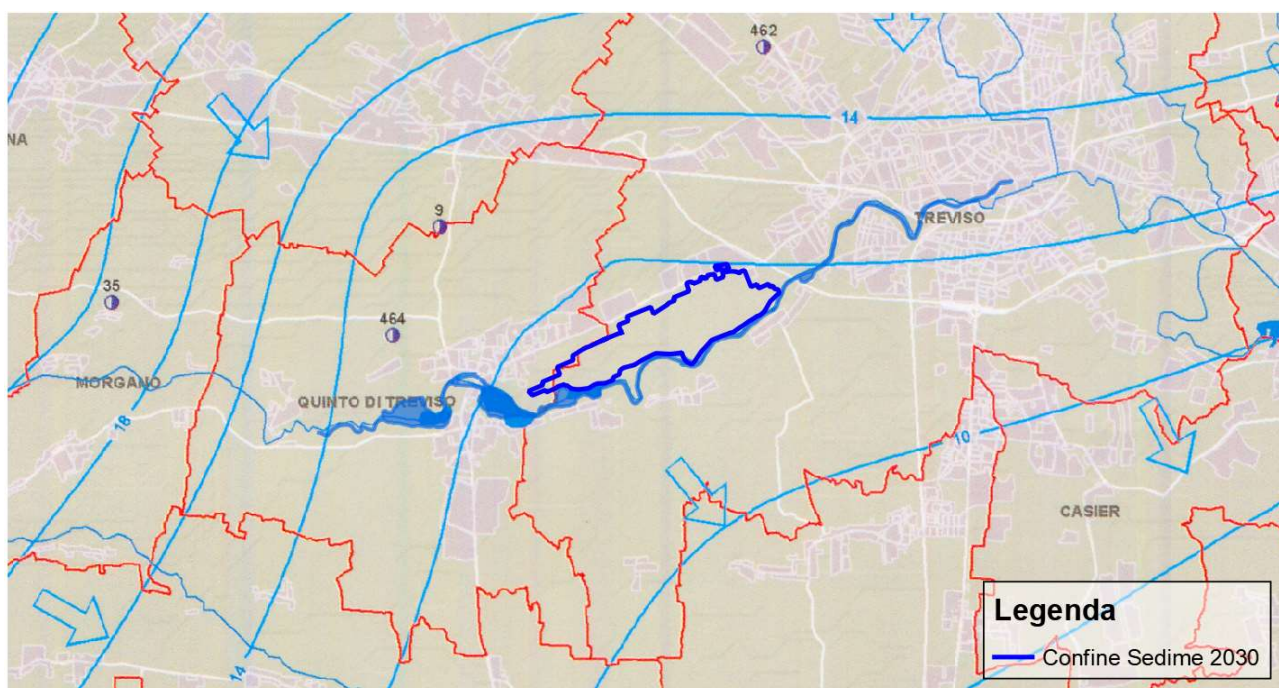 462
14
NA
9
TREVISO
35
464
MORGANO
QUINTO DI TREVISO
18
10
CASIER
14
Legenda
Confine Sedime 2030